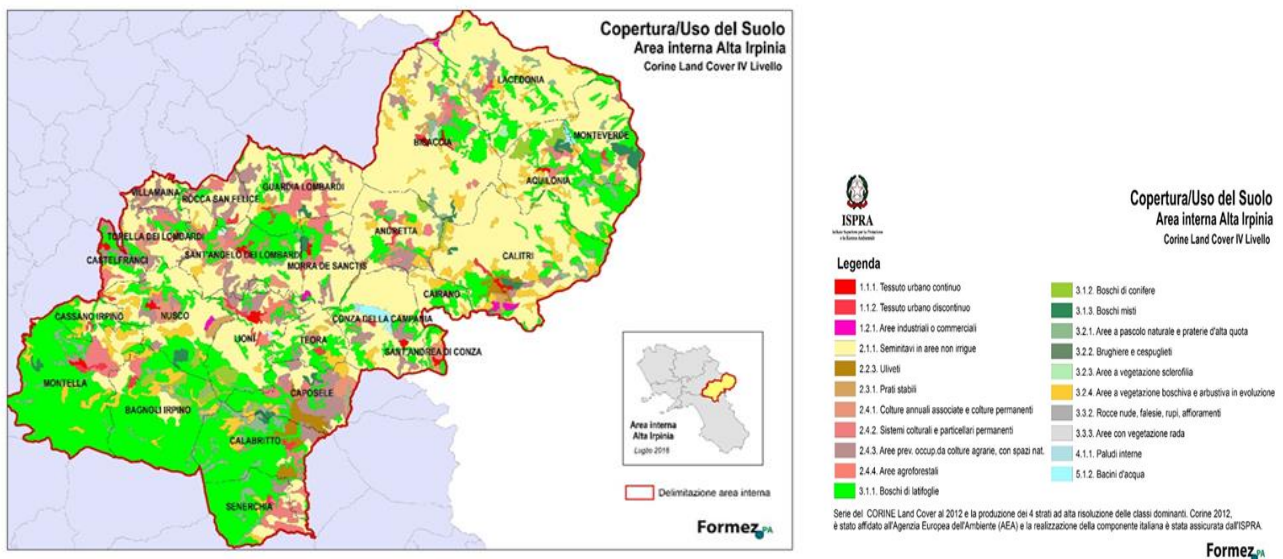 Copertura/Uso del Suolo
Area interna Alta Irpinia
Corine Land Cover IV Livello
LACEDONIA
MONTEVERDE
BISACCIA
AQUILONIA
VILLAMAINA
ROCCA SAN FELICE
GUARDIA LOMBARDI
TORELLA DEI LOMBARDI
ANDRETTA
CASTELFRANCI
SANT'ANGELO DEI LOMBARDI
MORRA DE SANCTIS
CALITRI
CAIRANO
CASSANO IRPINO
NUSCO
CONZA DELLA CAMPANIA
LIONI
TEORA
SANT'ANDREA DI CONZA
MONTELLA
CAPOSELE
BAGNOLI IRPINO
CALABRITTO
SENERCHIA
Area interna
Alta Irpinia
Luglio 2016
Delimitazione area interna
Formez PA
ISPRA
Istituto Superiore per la Protezione
e la Ricerca Ambientale
Copertura/Uso del Suolo
Area interna Alta Irpinia
Corine Land Cover IV Livello
Legenda
1.1.1. Tessuto urbano continuo
1.1.2. Tessuto urbano discontinuo
1.2.1. Aree industriali o commerciali
2.1.1. Seminitavi in aree non irrigue
2.2.3. Uliveti
2.3.1. Prati stabili
2.4.1. Colture annuali associate e colture permanenti
2.4.2. Sistemi colturali e particellari permanenti
2.4.3. Aree prev. occup.da colture agrarie, con spazi nat.
2.4.4. Aree agroforestali
3.1.1. Boschi di latifoglie
3.1.2. Boschi di conifere
3.1.3. Boschi misti
3.2.1. Aree a pascolo naturale e praterie d'alta quota
3.2.2. Brughiere e cespuglieti
3.2.3. Aree a vegetazione sclerofilia
3.2.4. Aree a vegetazione boschiva e arbustiva in evoluzione
3.3.2. Rocce nude, falesie, rupi, affioramenti
3.3.3. Aree con vegetazione rada
4.1.1. Paludi interne
5.1.2. Bacini d'acqua
Serie del CORINE Land Cover al 2012 e la produzione dei 4 strati ad alta risoluzione delle classi dominanti. Corine 2012,
è stato affidato all'Agenzia Europea dell'Ambiente (AEA) e la realizzazione della componente italiana è stata assicurata dall'ISPRA.
Formez PA